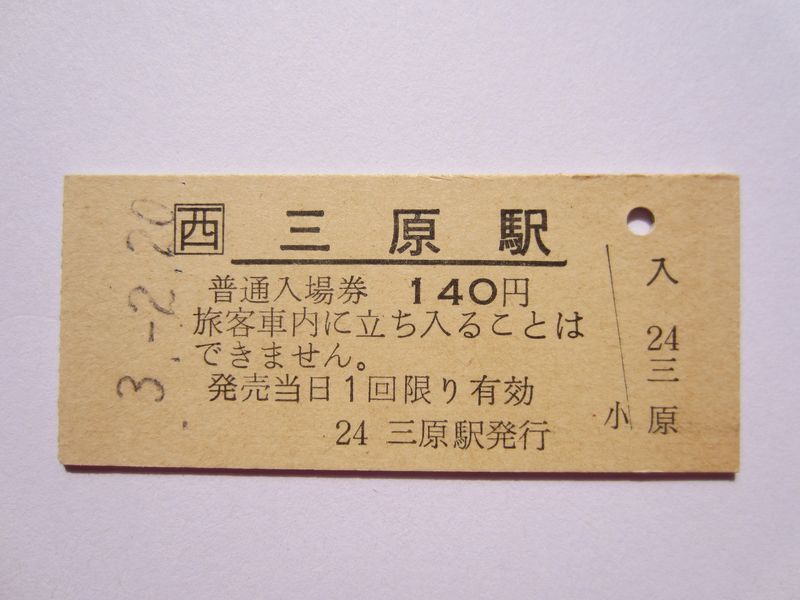 3.-2.20
西 三原駅
普通入場券 140円
旅客車内に立ち入ることは
できません。
発売当日1回限り有効
24 三原駅発行
入
24
三
原
小